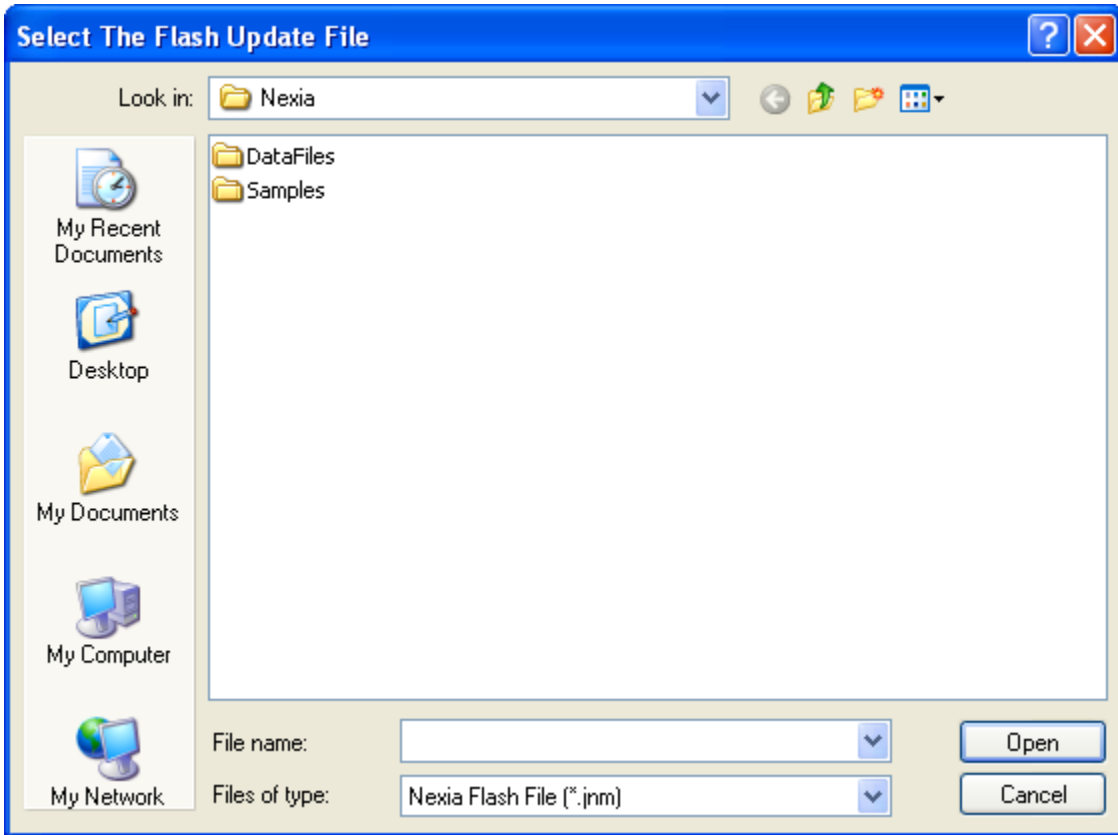 Select The Flash Update File
Look in:
Nexia
DataFiles
Samples
My Recent
Documents
Desktop
My Documents
My Computer
My Network
File name:
Open
Files of type:
Nexia Flash File (*.jnm)
Cancel